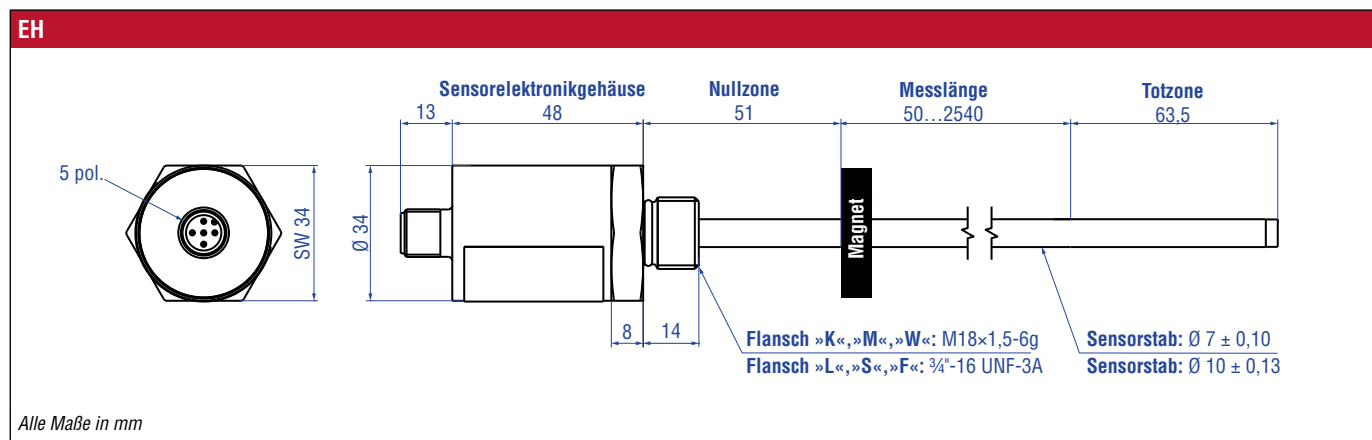 EH
Sensorelektronikgehäuse
Nullzone
Messlänge
Totzone
13
48
51
50…2540
63,5
5 pol.
SW 34
Ø 34
Magnet
8
14
Flansch »K«,»M«,»W«: M18×1,5-6g
Flansch »L«,»S«,»F«: ¾"-16 UNF-3A
Sensorstab: Ø 7 ± 0,10
Sensorstab: Ø 10 ± 0,13
Alle Maße in mm